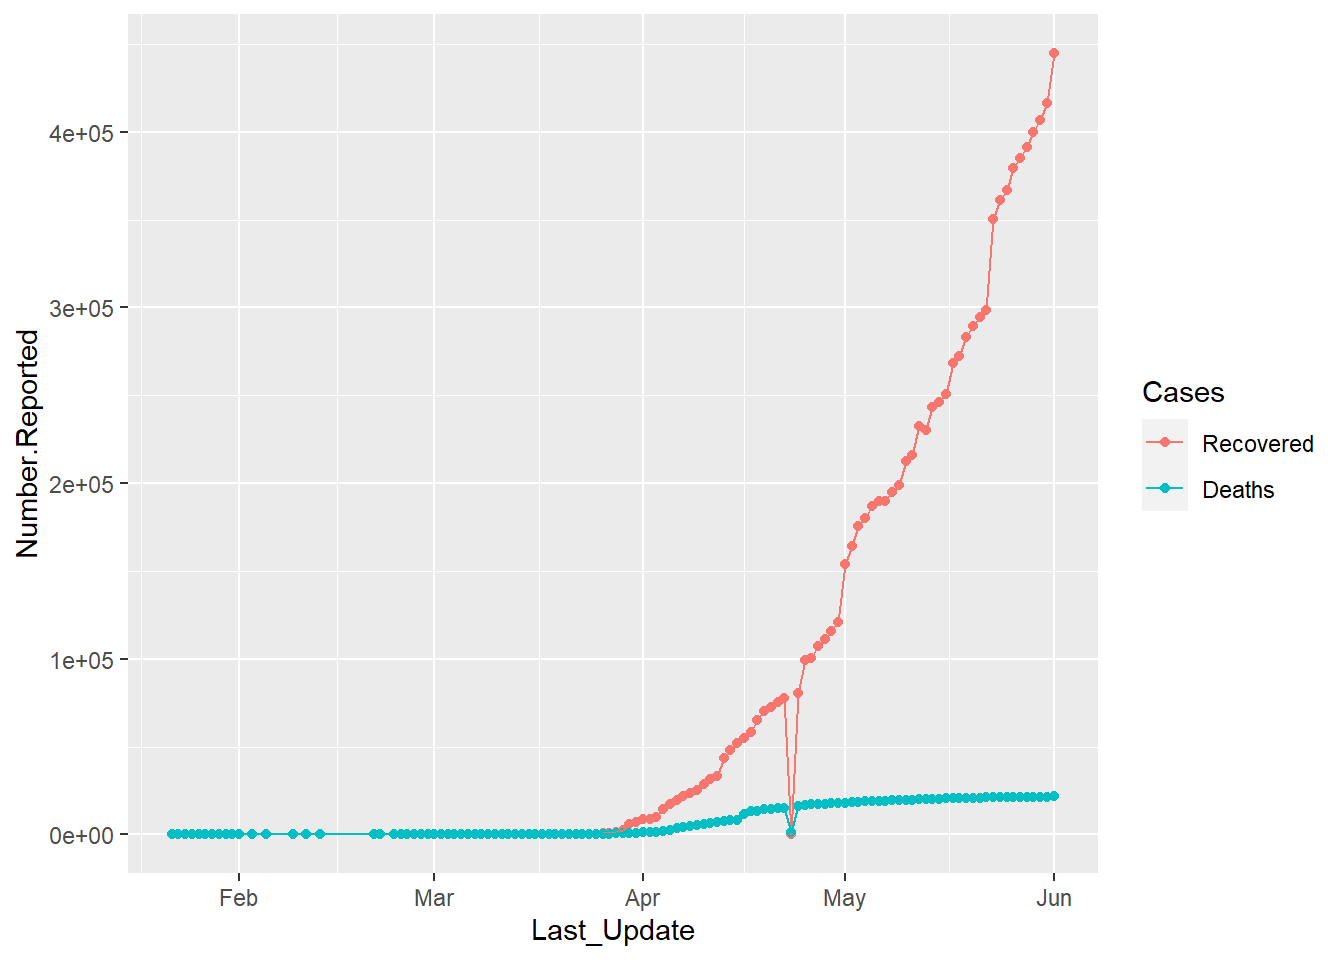 4e+05
3e+05
2e+05
1e+05
0e+00
Number.Reported
Feb Mar Apr May Jun
Last_Update
Cases
Recovered
Deaths